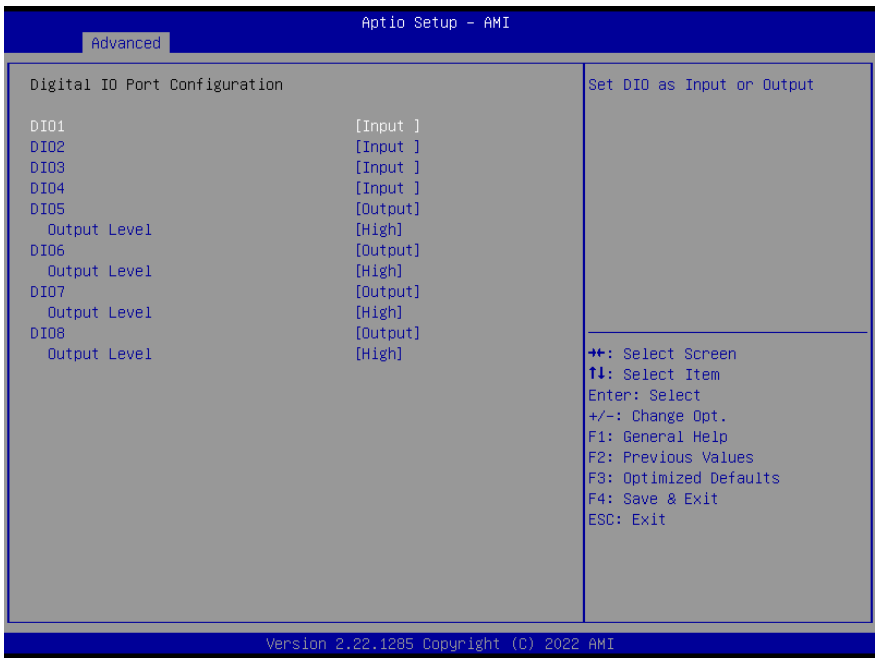 Aptio Setup – AMI
Advanced
Digital IO Port Configuration
DIO1 [Input ]
DIO2 [Input ]
DIO3 [Input ]
DIO4 [Input ]
DIO5 [Output]
Output Level [High]
DIO6 [Output]
Output Level [High]
DIO7 [Output]
Output Level [High]
DIO8 [Output]
Output Level [High]
Set DIO as Input or Output
→←: Select Screen
↑↓: Select Item
Enter: Select
+/-: Change Opt.
F1: General Help
F2: Previous Values
F3: Optimized Defaults
F4: Save & Exit
ESC: Exit
Version 2.22.1285 Copyright (C) 2022 AMI